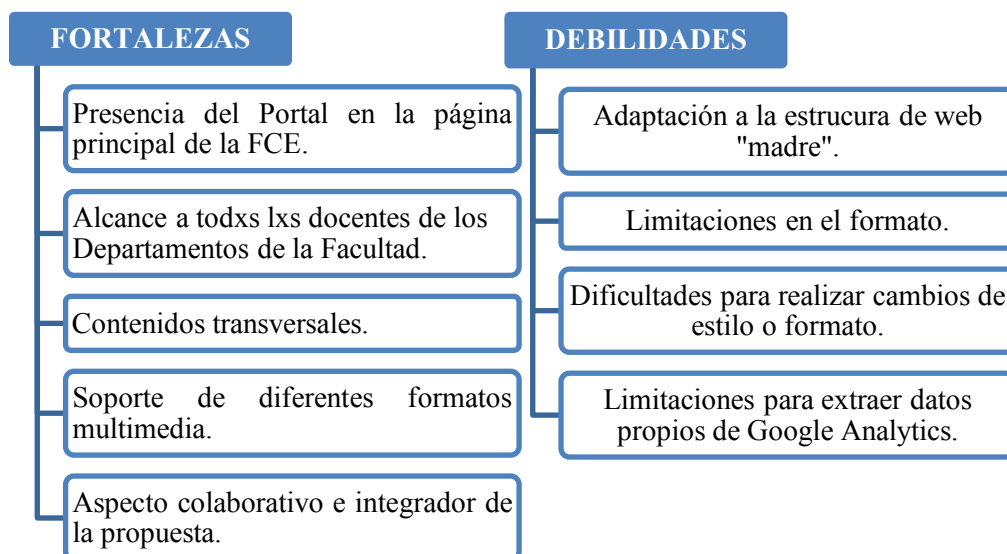 FORTALEZAS
Presencia del Portal en la página
principal de la FCE.
Alcance a todxs lxs docentes de los
Departamentos de la Facultad.
Contenidos transversales.
Soporte de diferentes formatos
multimedia.
Aspecto colaborativo e integrador de
la propuesta.
DEBILIDADES
Adaptación a la estrucura de web
"madre".
Limitaciones en el formato.
Dificultades para realizar cambios de
estilo o formato.
Limitaciones para extraer datos
propios de Google Analytics.